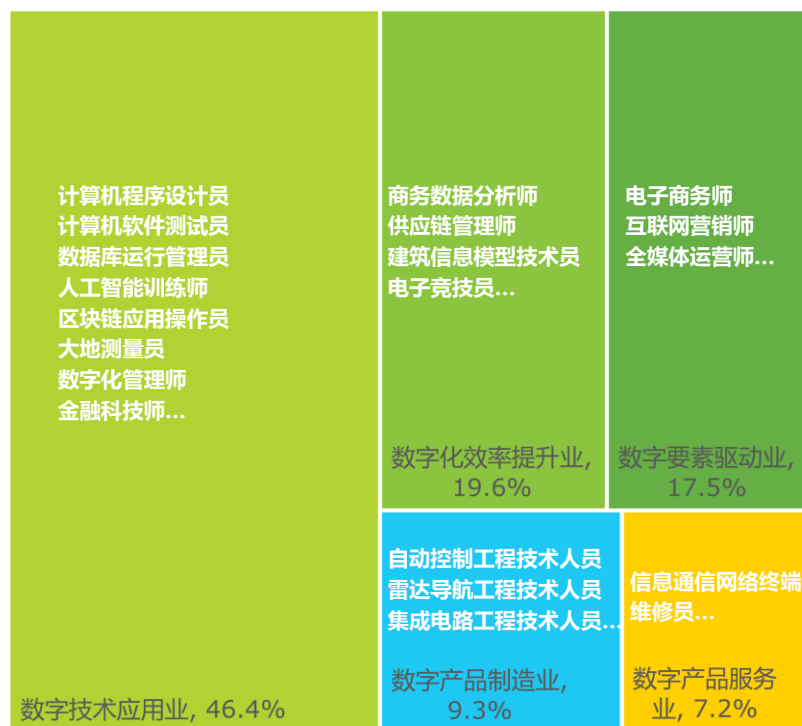 计算机程序设计员
计算机软件测试员
数据库运行管理员
人工智能训练师
区块链应用操作员
大地测量员
数字化管理师
金融科技师...
数字技术应用业, 46.4%
商务数据分析师
供应链管理师
建筑信息模型技术员
电子竞技员...
数字化效率提升业,
19.6%
电子商务师
互联网营销师
全媒体运营师...
数字要素驱动业,
17.5%
自动控制工程技术人员
雷达导航工程技术人员
集成电路工程技术人员...
数字产品制造业,
9.3%
信息通信网络终端
维修员...
数字产品服务
业, 7.2%